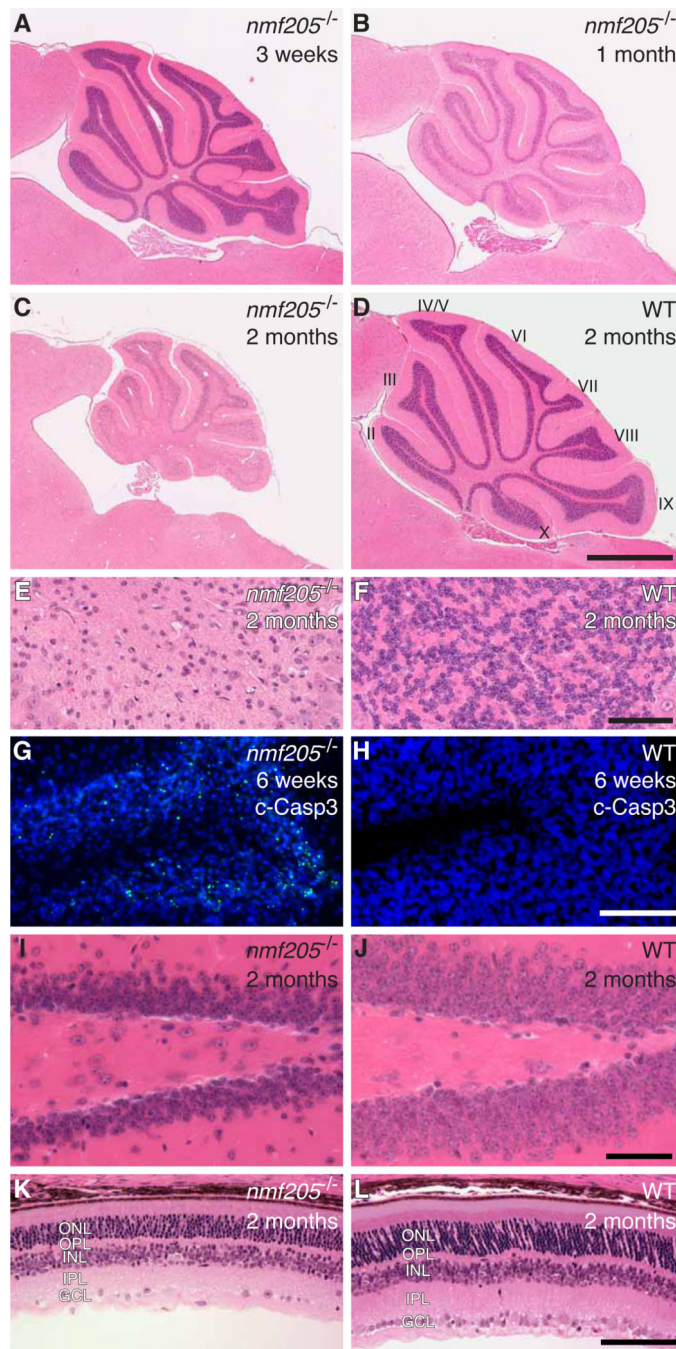 A nmf205-/-
3 weeks
B nmf205-/-
1 month
C nmf205-/-
2 months
D WT
2 months
IV/V
VI
VII
III
VIII
II
IX
X
E nmf205-/-
2 months
F WT
2 months
G nmf205-/-
6 weeks
c-Casp3
H WT
6 weeks
c-Casp3
I nmf205-/-
2 months
J WT
2 months
K nmf205-/-
2 months
ONL
OPL
INL
IPL
GCL
L WT
2 months
ONL
OPL
INL
IPL
GCL